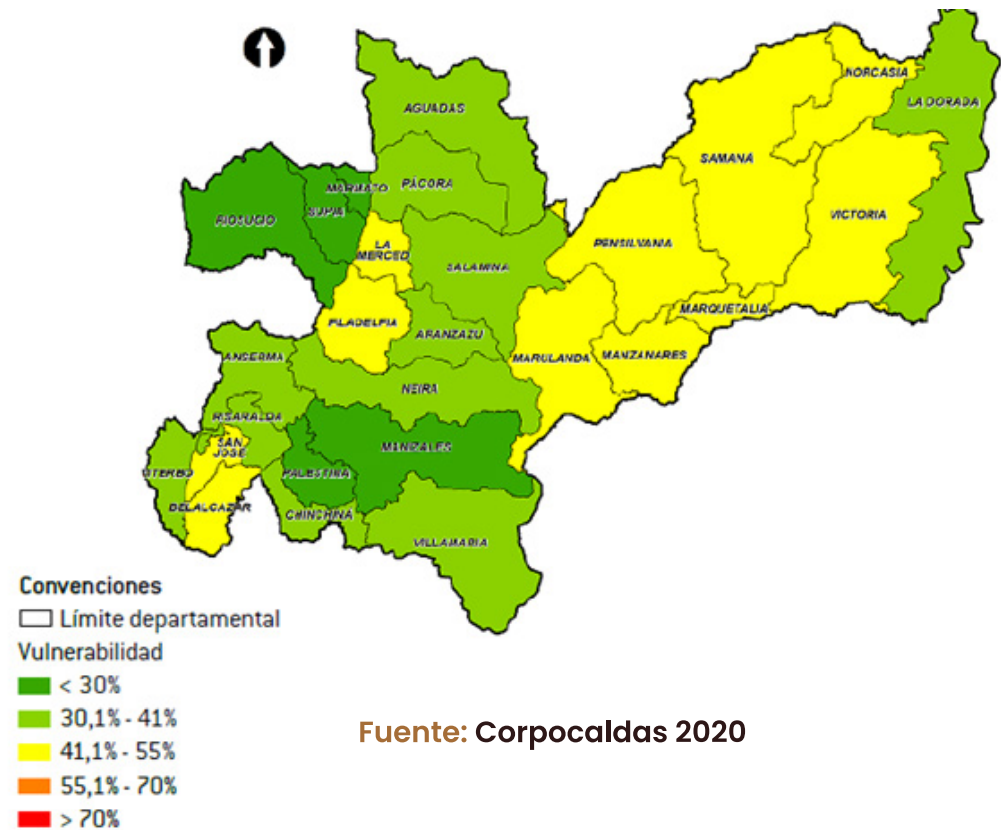 NORCASIA
LA DORADA
AGUADAS
SAMANÁ
MARMATO
PÁCORA
RIOSUCIO
SUPIA
VICTORIA
LA
MERCED
PENSILVANIA
SALAMINA
MARQUETALIA
FILADELFIA
ARANZAZU
ANSERMA
MARULANDA
MANZANARES
NEIRA
RISARALDA
SAN
JOSE
MANIZALES
VITERBO
PALESTINA
BELALCAZAR
CHINCHINÁ
VILLAMARIA
Convenciones
Límite departamental
Vulnerabilidad
< 30%
30,1% - 41%
41,1% - 55%
55,1% - 70%
> 70%
Fuente: Corpocaldas 2020